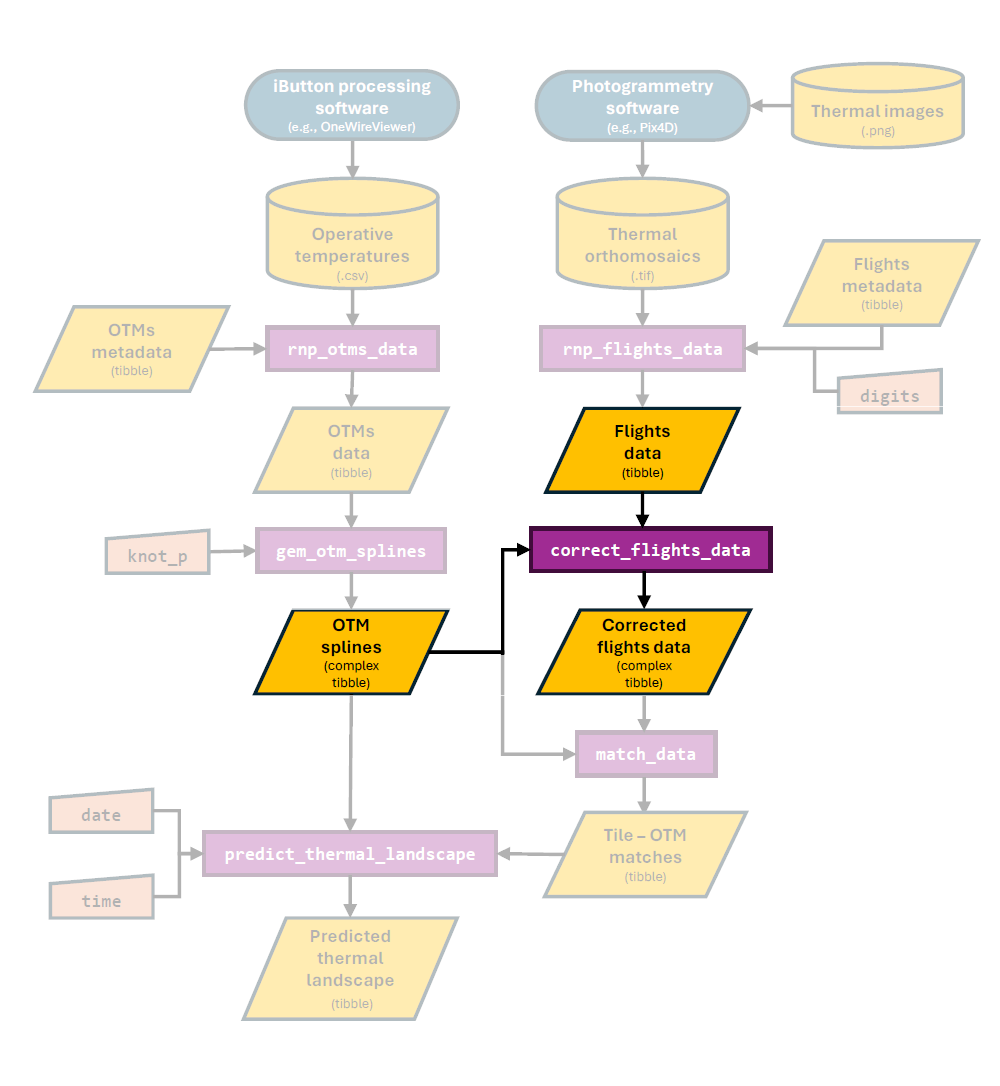 iButton processing
software
(e.g., OneWireViewer)
Photogrammetry
software
(e.g., Pix4D)
Thermal images
(.png)
Operative
temperatures
(.csv)
Thermal
orthomosaics
(.tif)
Flights
metadata
(tibble)
OTMs
metadata
(tibble)
rnp_otms_data
rnp_flights_data
digits
OTMs
data
(tibble)
Flights
data
(tibble)
knot_p
gem_otm_splines
correct_flights_data
OTM
splines
(complex
tibble)
Corrected
flights data
(complex
tibble)
match_data
date
time
predict_thermal_landscape
Tile – OTM
matches
(tibble)
Predicted
thermal
landscape
(tibble)